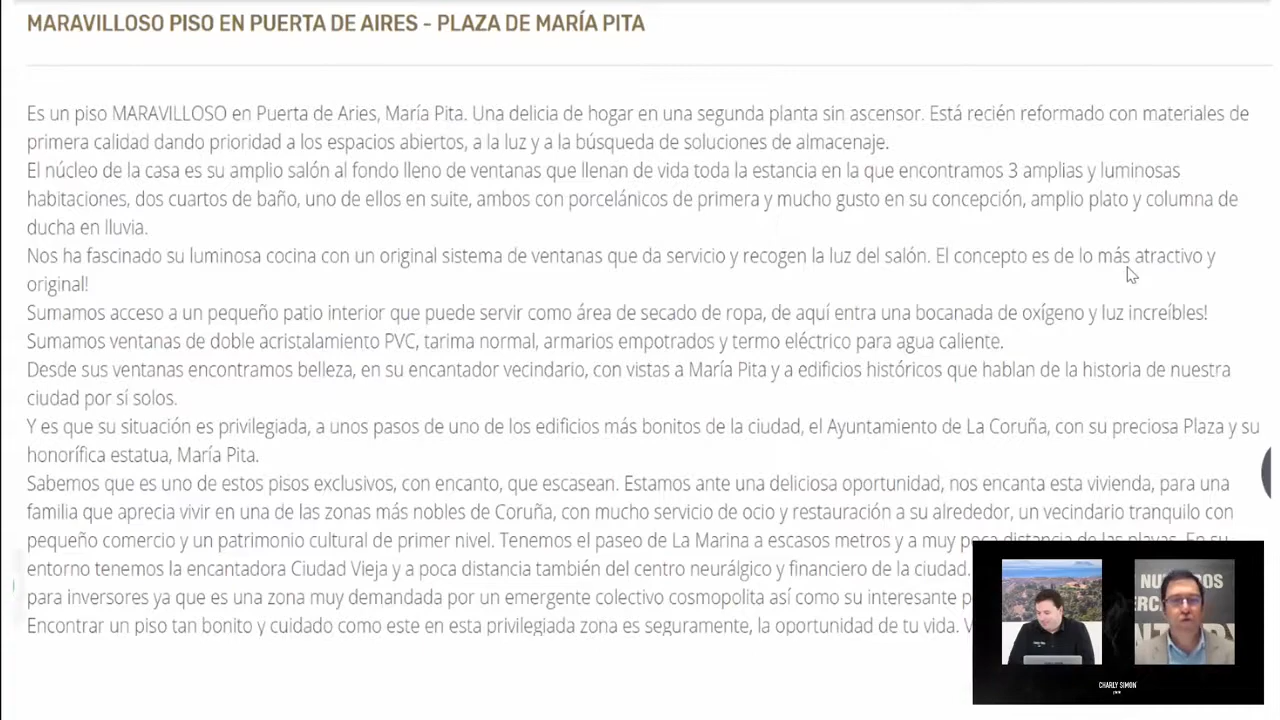 MARAVILLOSO PISO EN PUERTA DE AIRES - PLAZA DE MARÍA PITA
Es un piso MARAVILLOSO en Puerta de Aries, María Pita. Una delicia de hogar en una segunda planta sin ascensor. Está recién reformado con materiales de
primera calidad dando prioridad a los espacios abiertos, a la luz y a la búsqueda de soluciones de almacenaje.
El núcleo de la casa es su amplio salón al fondo lleno de ventanas que llenan de vida toda la estancia en la que encontramos 3 amplias y luminosas
habitaciones, dos cuartos de baño, uno de ellos en suite, ambos con porcelánicos de primera y mucho gusto en su concepción, amplio plato y columna de
ducha en lluvia.
Nos ha fascinado su luminosa cocina con un original sistema de ventanas que da servicio y recogen la luz del salón. El concepto es de lo más atractivo y
original!
Sumamos acceso a un pequeño patio interior que puede servir como área de secado de ropa, de aquí entra una bocanada de oxígeno y luz increíbles!
Sumamos ventanas de doble acristalamiento PVC, tarima normal, armarios empotrados y termo eléctrico para agua caliente.
Desde sus ventanas encontramos belleza, en su encantador vecindario, con vistas a María Pita y a edificios históricos que hablan de la historia de nuestra
ciudad por sí solos.
Y es que su situación es privilegiada, a unos pasos de uno de los edificios más bonitos de la ciudad, el Ayuntamiento de La Coruña, con su preciosa Plaza y su
honorífica estatua, María Pita.
Sabemos que es uno de estos pisos exclusivos, con encanto, que escasean. Estamos ante una deliciosa oportunidad, nos encanta esta vivienda, para una
familia que aprecia vivir en una de las zonas más nobles de Coruña, con mucho servicio de ocio y restauración a su alrededor, un vecindario tranquilo con
pequeño comercio y un patrimonio cultural de primer nivel. Tenemos el paseo de La Marina a escasos metros y a muy poca distancia de las playas. En su
entorno tenemos la encantadora Ciudad Vieja y a poca distancia también del centro neurálgico y financiero de la ciudad.
para inversores ya que es una zona muy demandada por un emergente colectivo cosmopolita así como su interesante
Encontrar un piso tan bonito y cuidado como este en esta privilegiada zona es seguramente, la oportunidad de tu vida.
CHARLY SIMON